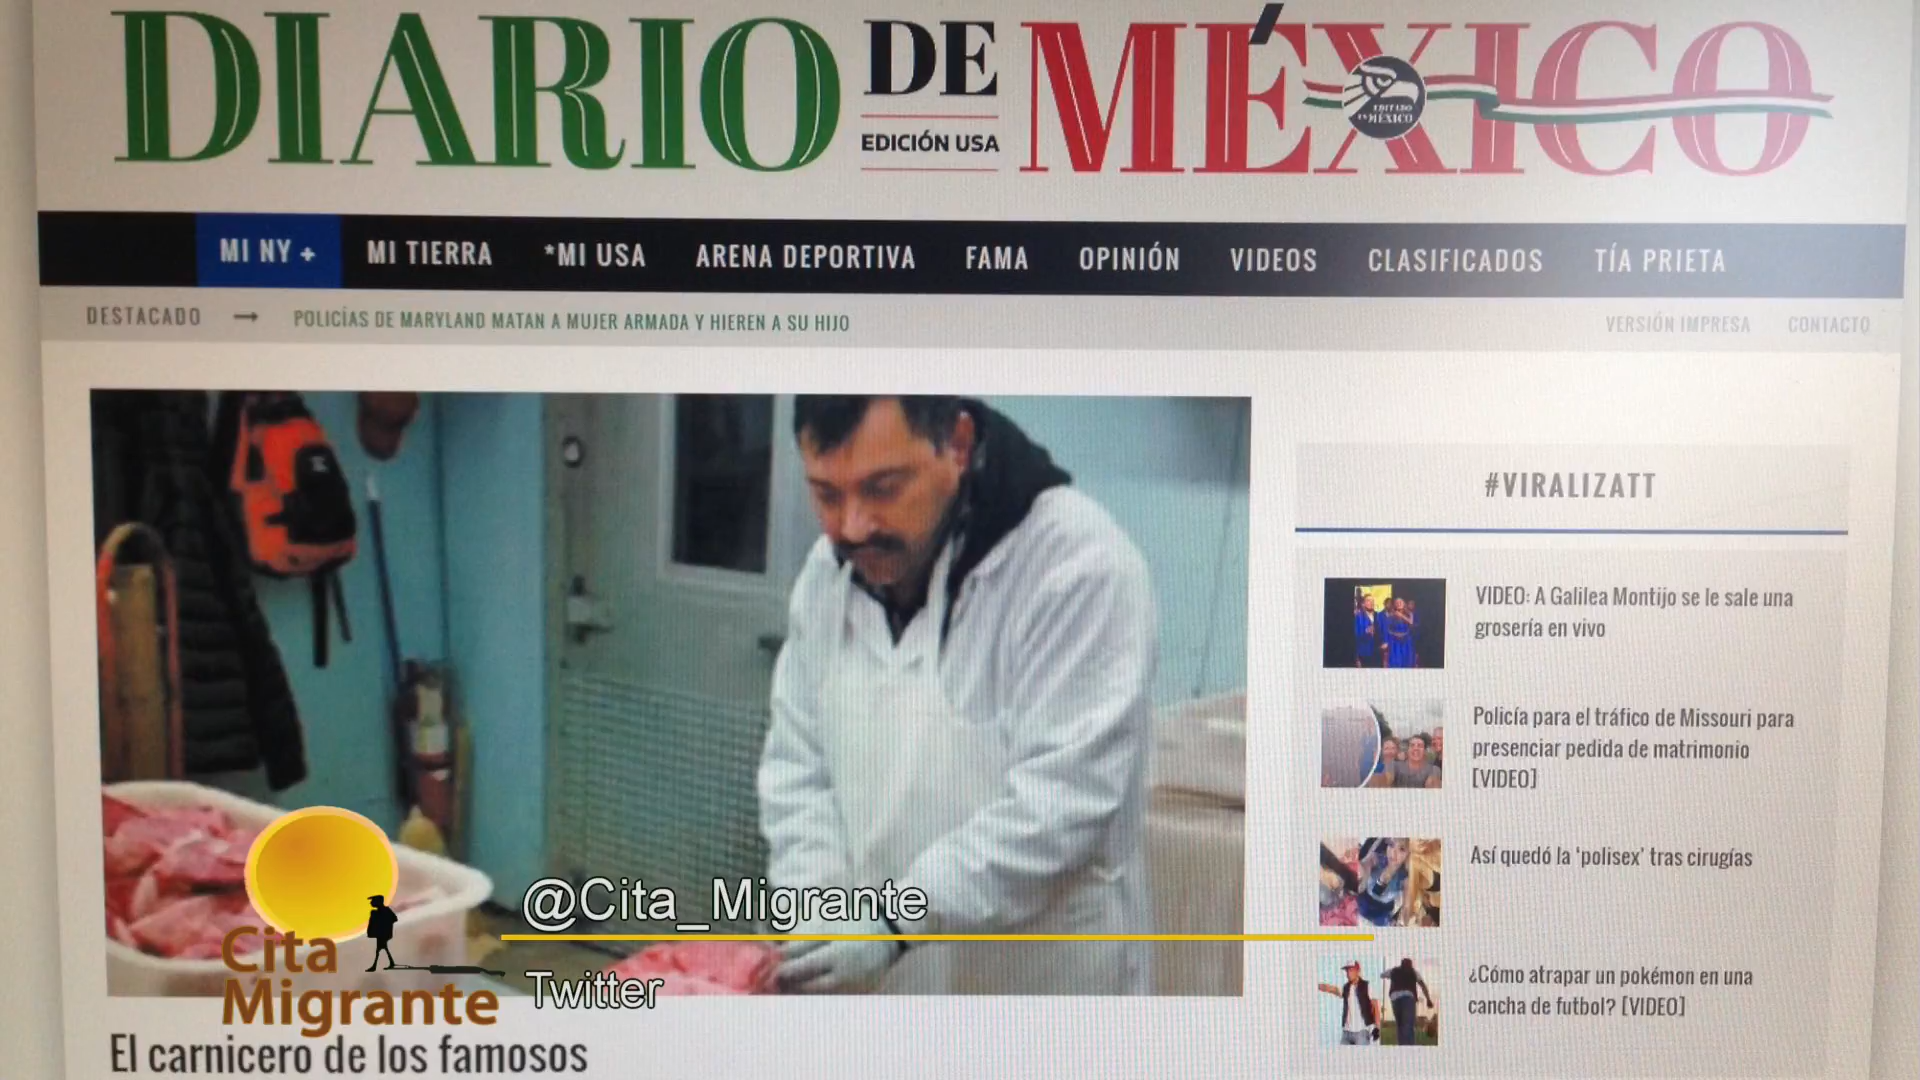 DIARIO DE MÉXICO
EDICIÓN USA
EDITADO
EN MÉXICO
MI NY + MI TIERRA *MI USA ARENA DEPORTIVA FAMA OPINIÓN VIDEOS CLASIFICADOS TÍA PRIETA
DESTACADO → POLICÍAS DE MARYLAND MATAN A MUJER ARMADA Y HIEREN A SU HIJO VERSIÓN IMPRESA CONTACTO
#VIRALIZATT
VIDEO: A Galilea Montijo se le sale una
grosería en vivo
Policía para el tráfico de Missouri para
presenciar pedida de matrimonio
[VIDEO]
Así quedó la ‘polisex’ tras cirugías
¿Cómo atrapar un pokémon en una
cancha de futbol? [VIDEO]
@Cita_Migrante
Twitter
Cita
Migrante
El carnicero de los famosos